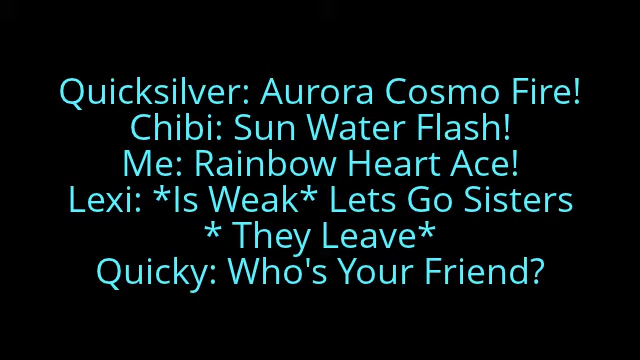 Quicksilver: Aurora Cosmo Fire!
Chibi: Sun Water Flash!
Me: Rainbow Heart Ace!
Lexi: *Is Weak* Lets Go Sisters
* They Leave*
Quicky: Who's Your Friend?